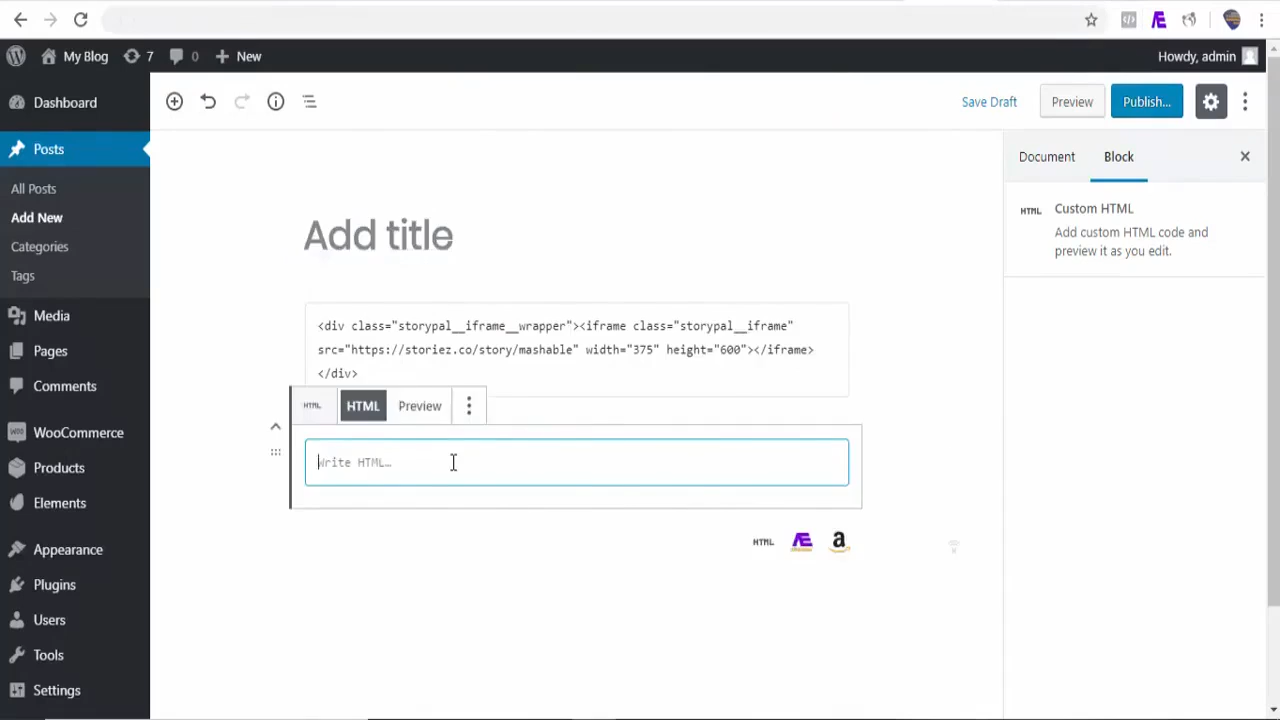 My Blog
7
0
New
Howdy, admin
Dashboard
Posts
All Posts
Add New
Categories
Tags
Media
Pages
Comments
WooCommerce
Products
Elements
Appearance
Plugins
Users
Tools
Settings
Save Draft
Preview
Publish...
Add title
<div class="storypal__iframe__wrapper"><iframe class="storypal__iframe"
src="https://storiez.co/story/mashable" width="375" height="600"></iframe>
</div>
HTML
HTML
Preview
Write HTML…
HTML
Document
Block
HTML
Custom HTML
Add custom HTML code and
preview it as you edit.